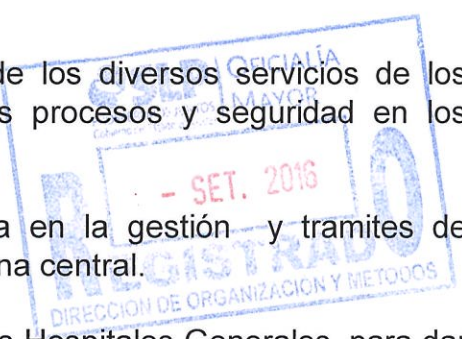 de los diversos servicios de los
s procesos y seguridad en los
SLP OFICIALÍA
MAYOR
- SET. 2016
a en la gestión y tramites de
na central.
REGISTRADO
DIRECCION DE ORGANIZACION Y METODOS
Hospitales Generales para dar